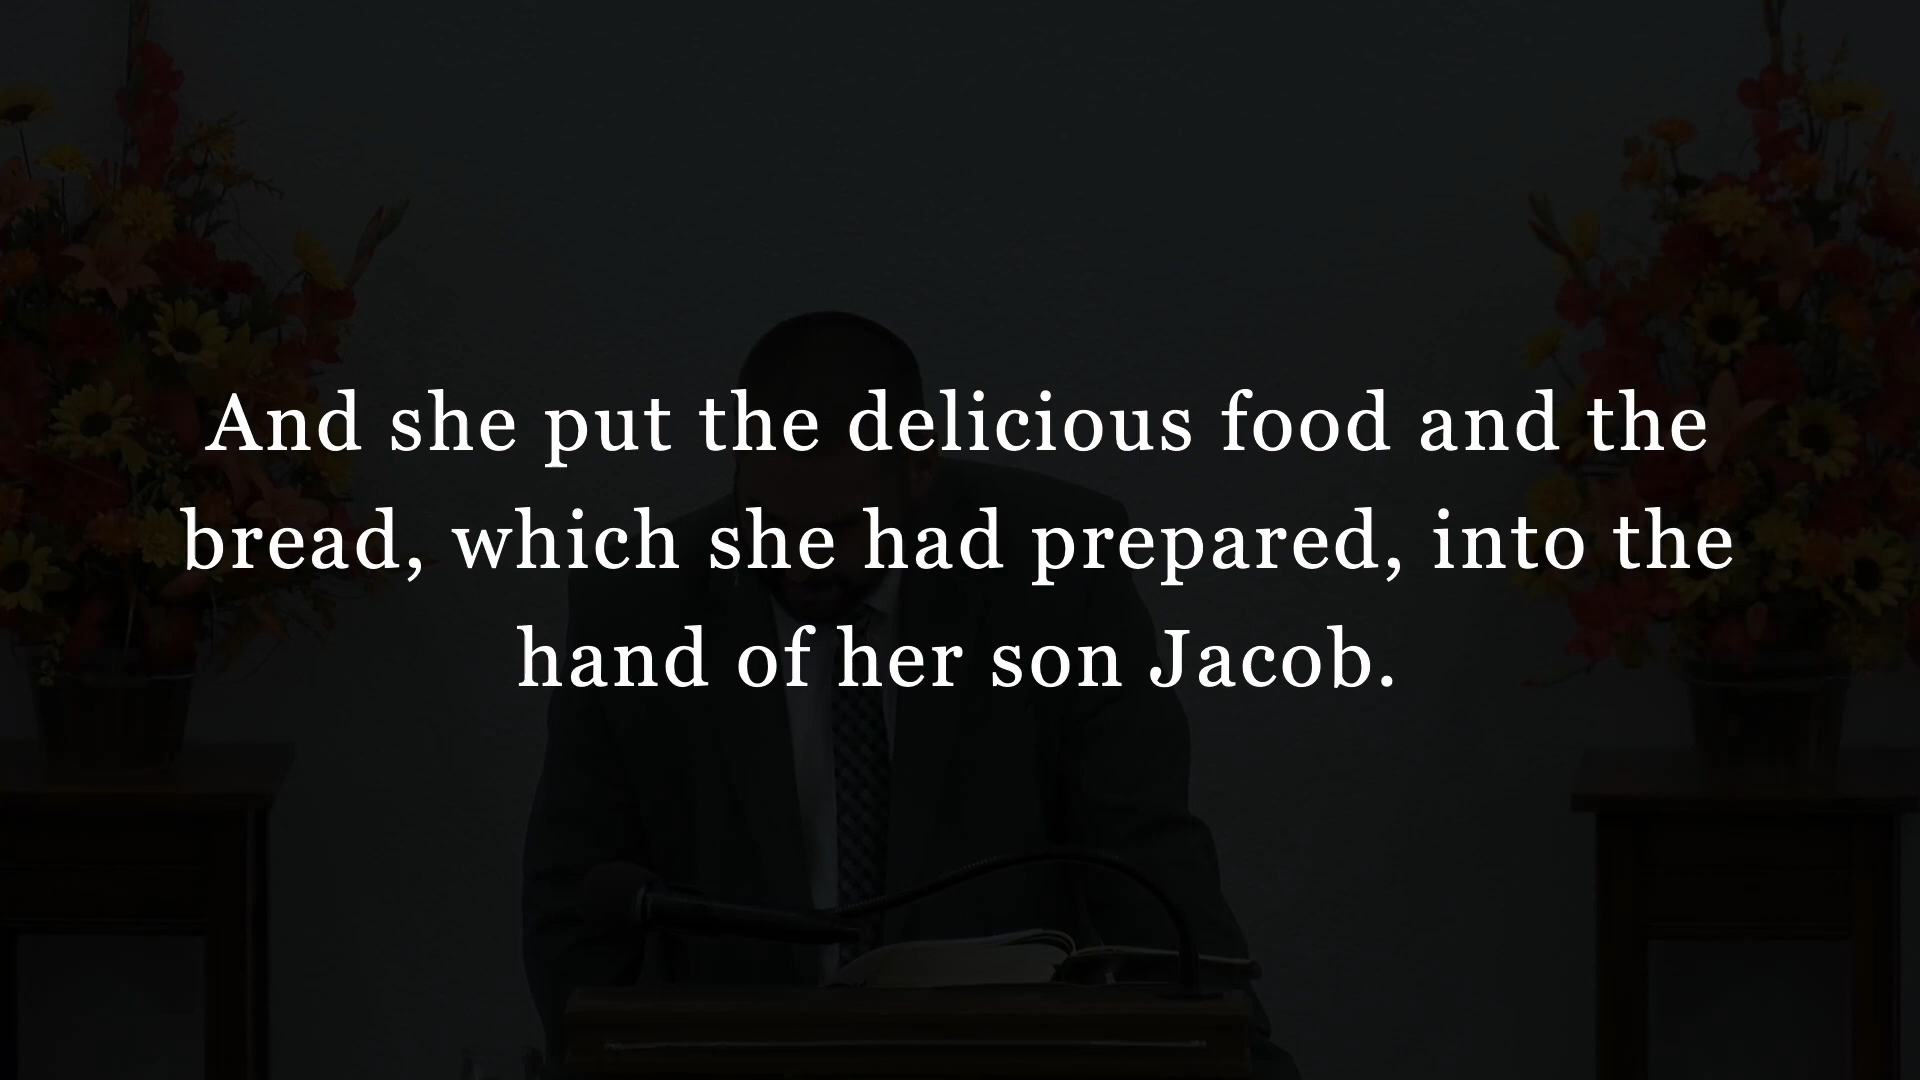 And she put the delicious food and the
bread, which she had prepared, into the
hand of her son Jacob.